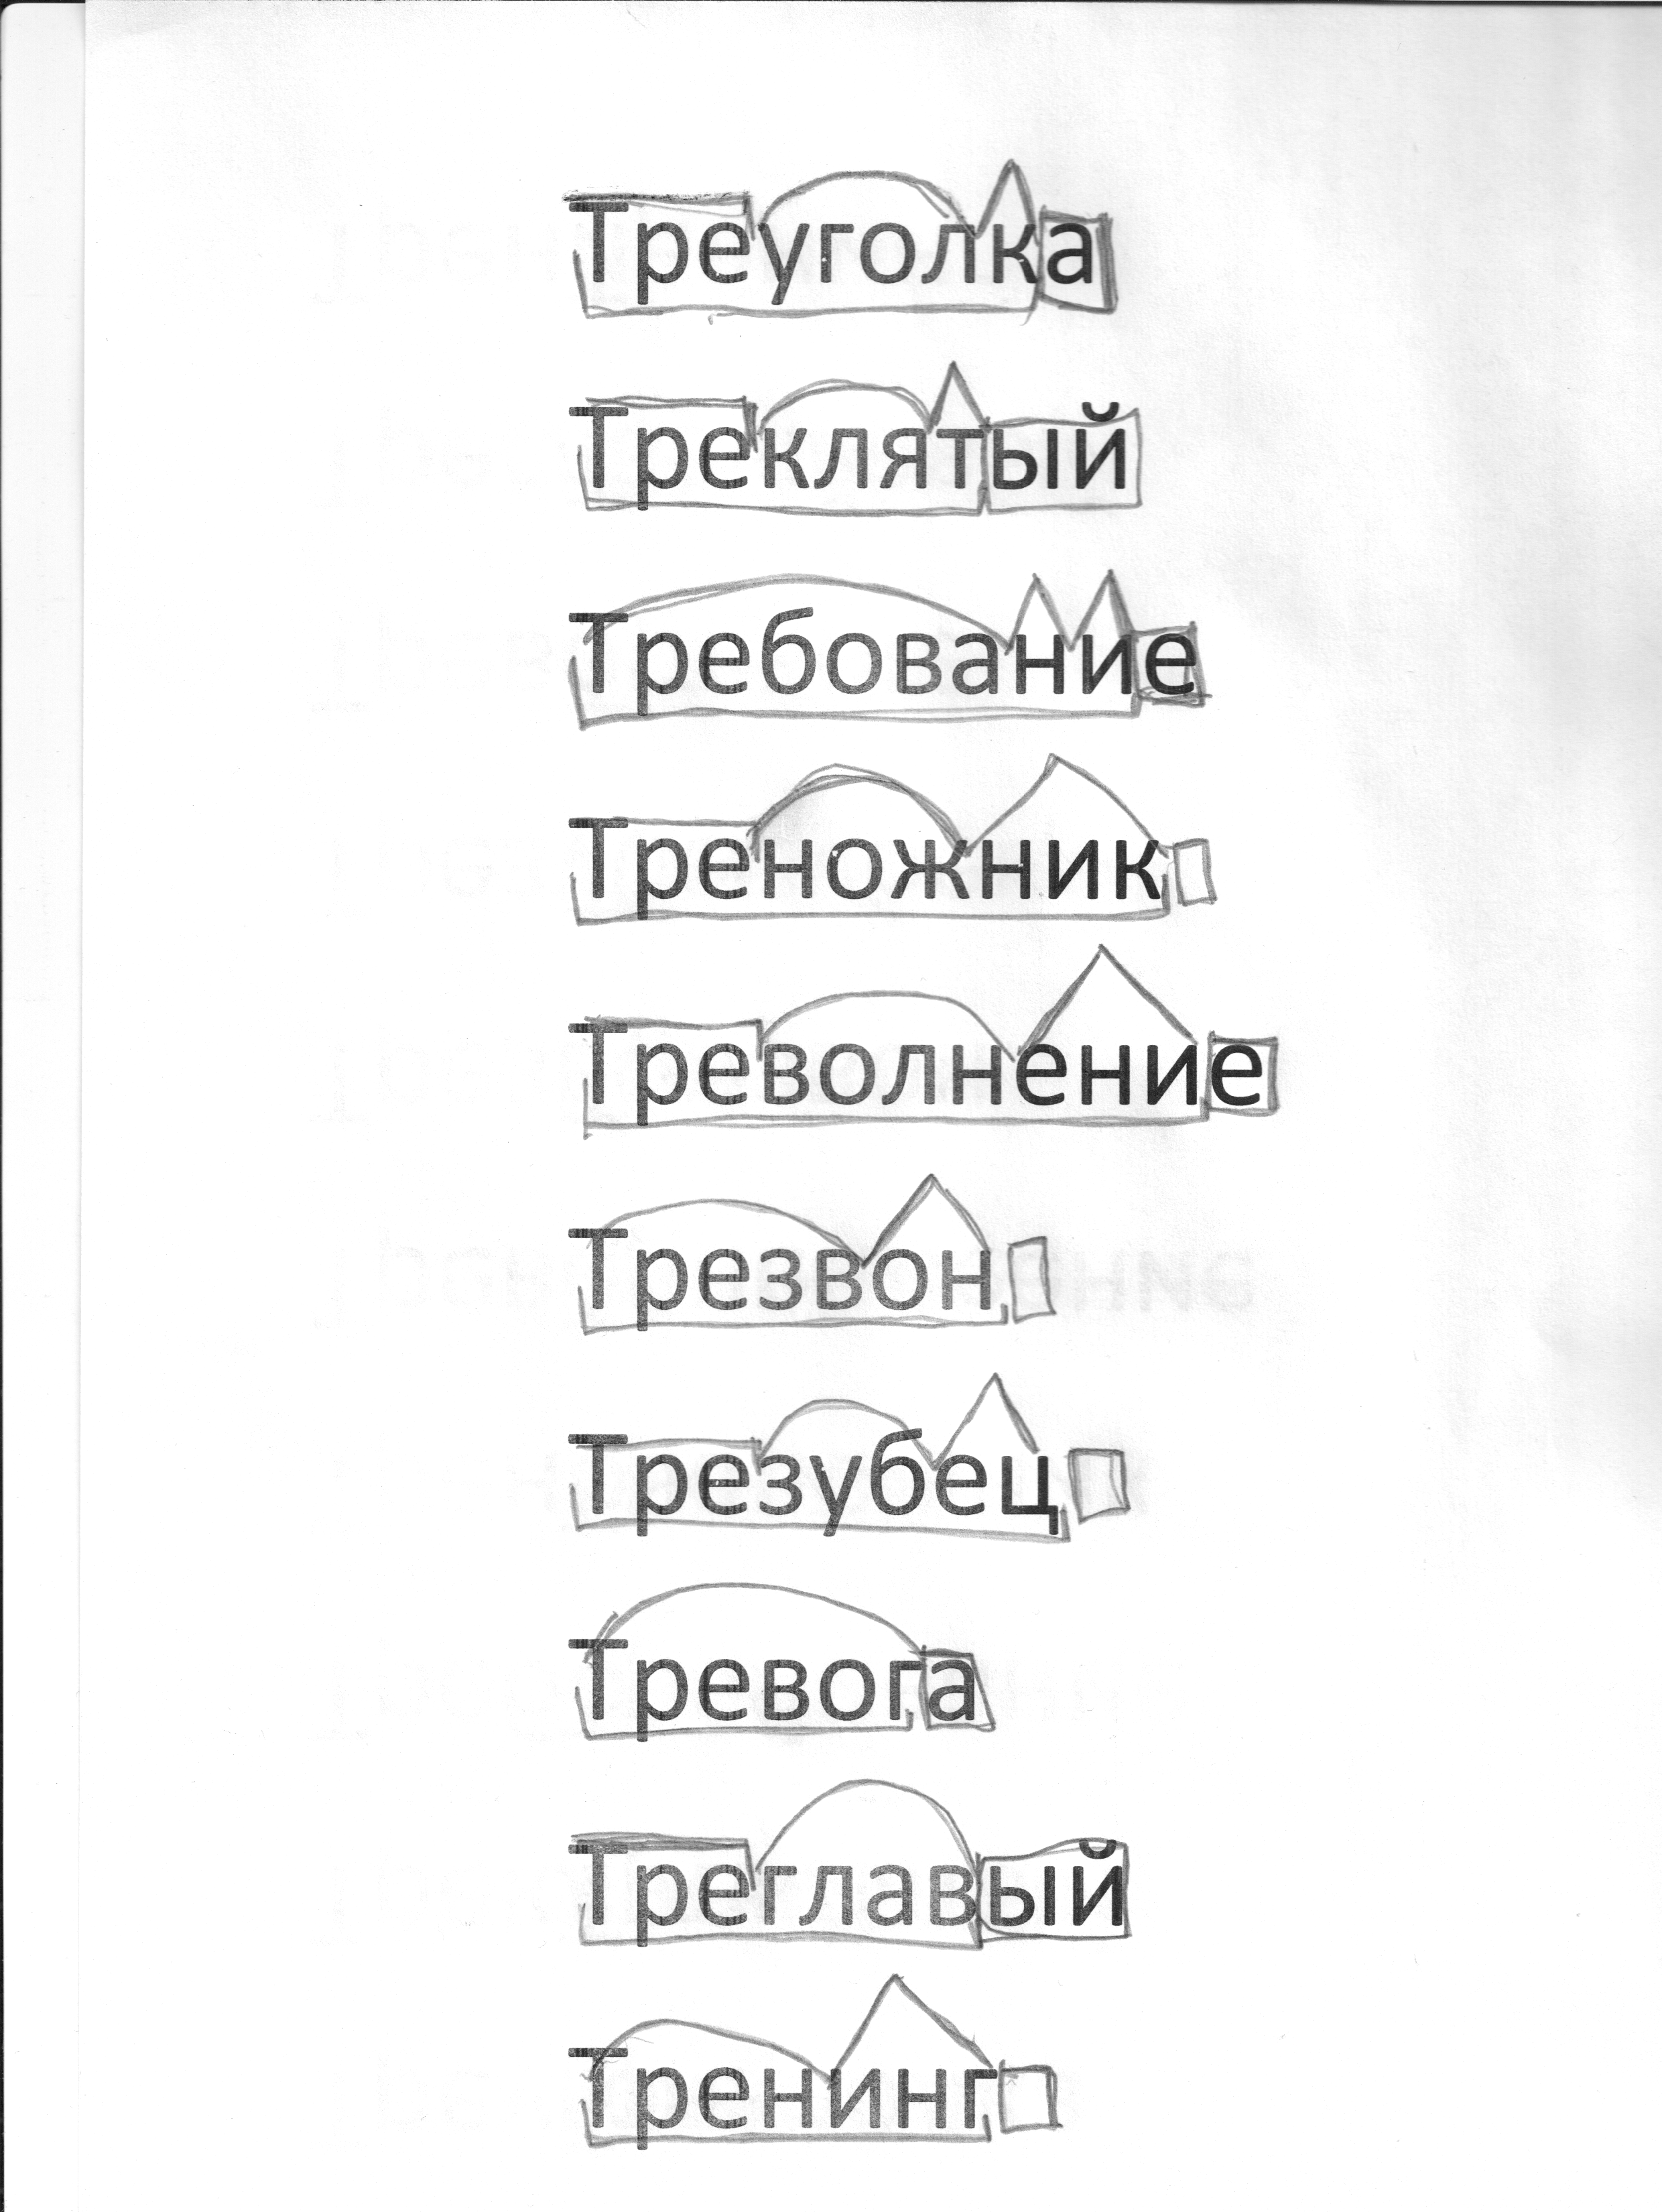 Треуголка
Треклятый
Требование
Треножник
Треволнение
Трезвон
Трезубец
Тревога
Треглавый
Тренинг